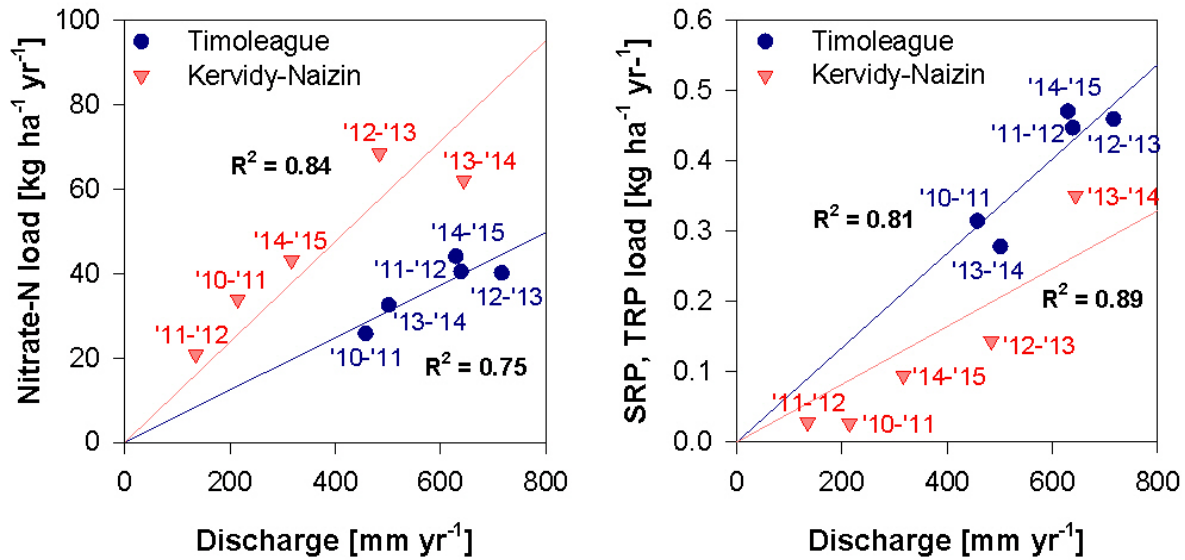 Nitrate-N load [kg ha⁻¹ yr⁻¹]
100
80
60
40
20
0
Timoleague
Kervidy-Naizin
'12-'13
R² = 0.84
'13-'14
'14-'15
'14-'15
'10-'11
'11-'12
'12-'13
'11-'12
'13-'14
'10-'11
R² = 0.75
0 200 400 600 800
Discharge [mm yr⁻¹]
SRP, TRP load [kg ha⁻¹ yr-¹]
0.6
0.5
0.4
0.3
0.2
0.1
0.0
Timoleague
Kervidy-Naizin
'14-'15
'11-'12
'12-'13
'10-'11
'13-'14
R² = 0.81
'13-'14
R² = 0.89
'12-'13
'14-'15
'11-'12
'10-'11
0 200 400 600 800
Discharge [mm yr⁻¹]